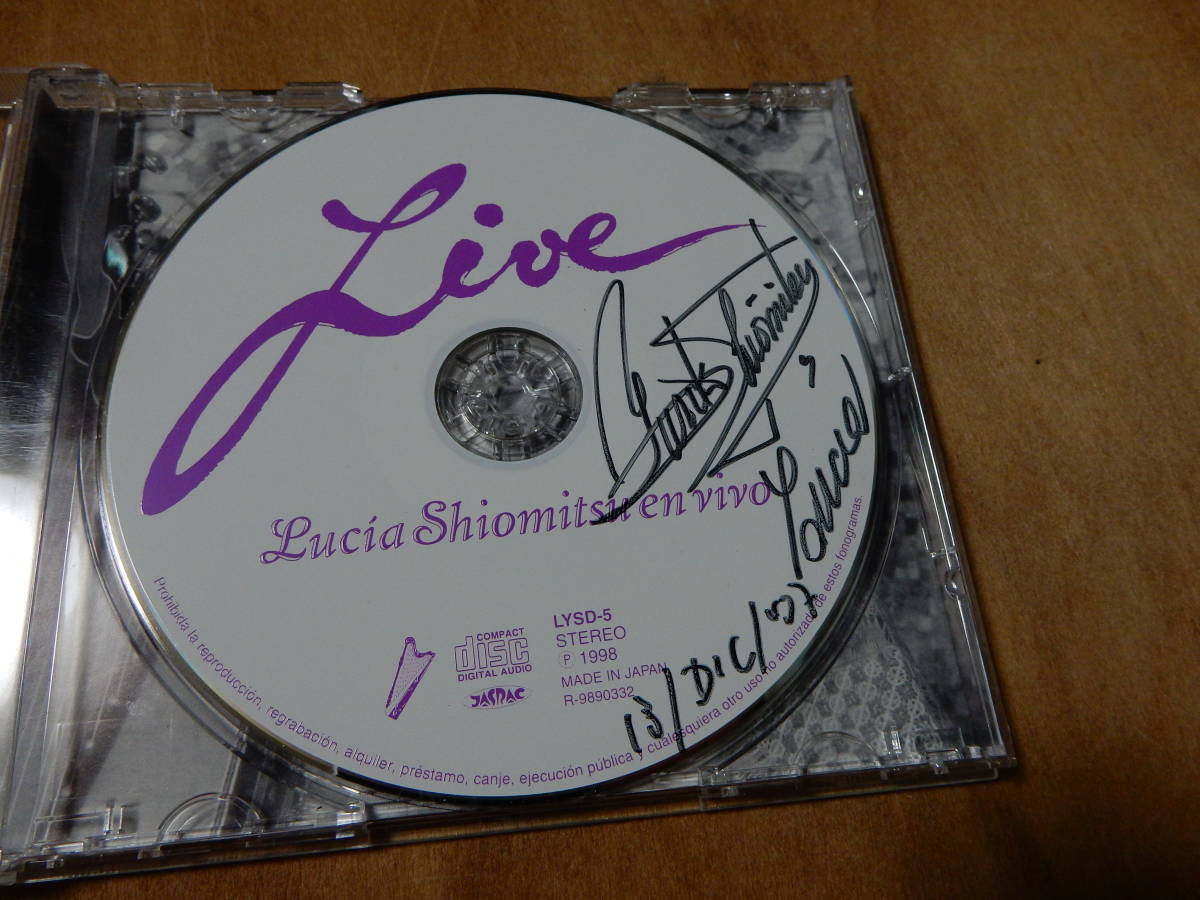 Live
Lucía Shiomitsu en vivo
LYSD-5
STEREO
Ⓟ 1998
MADE IN JAPAN
R-9890332
COMPACT
disc
DIGITAL AUDIO
JASRAC
Prohibida la reproducción, regrabación, alquiler, préstamo, canje, ejecución pública y cualesquiera otro uso no autorizado de estos fonogramas.
Shiomitsu
Lucia
13/DIC/'07